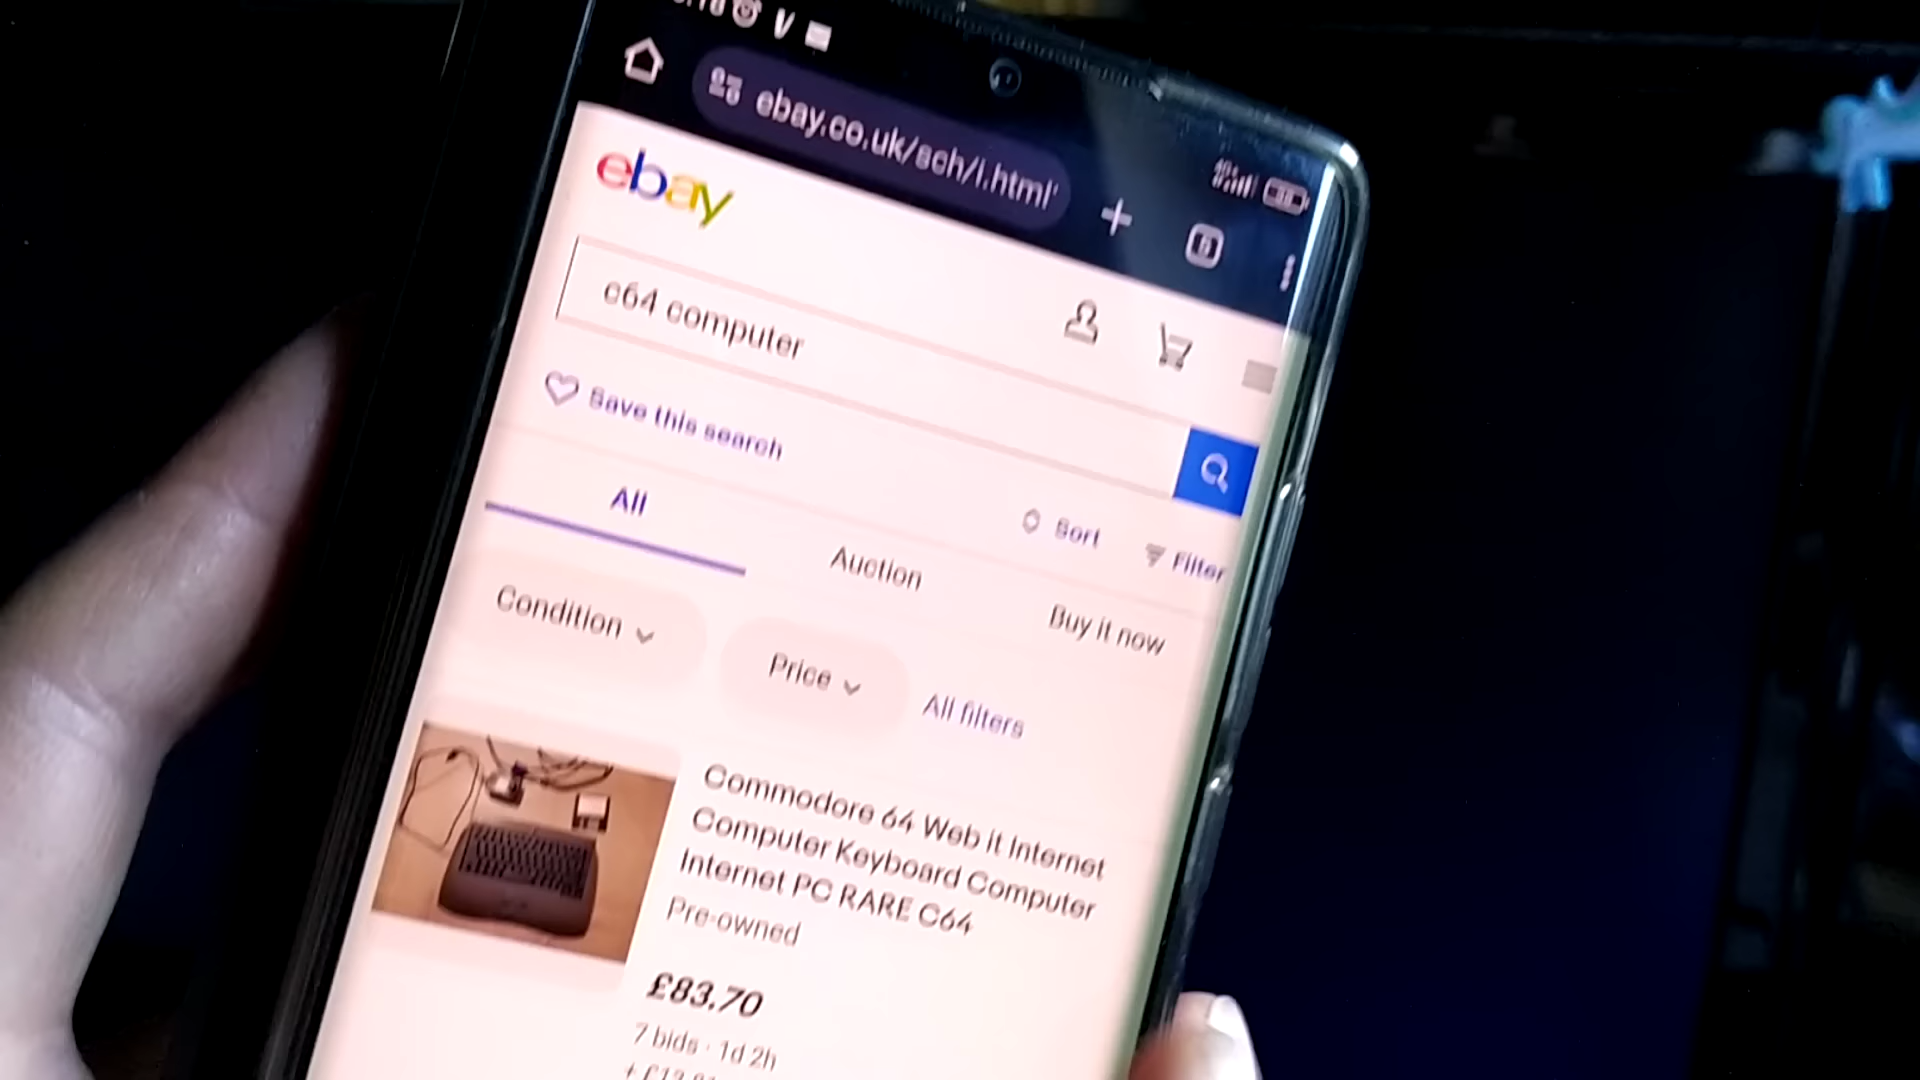 ebay.co.uk/sch/i.html
ebay
c64 computer
Save this search
Sort
Filter
All
Auction
Buy it now
Condition
Price
All filters
Commodore 64 Web it Internet
Computer Keyboard Computer
Internet PC RARE C64
Pre-owned
£83.70
7 bids · 1d 2h